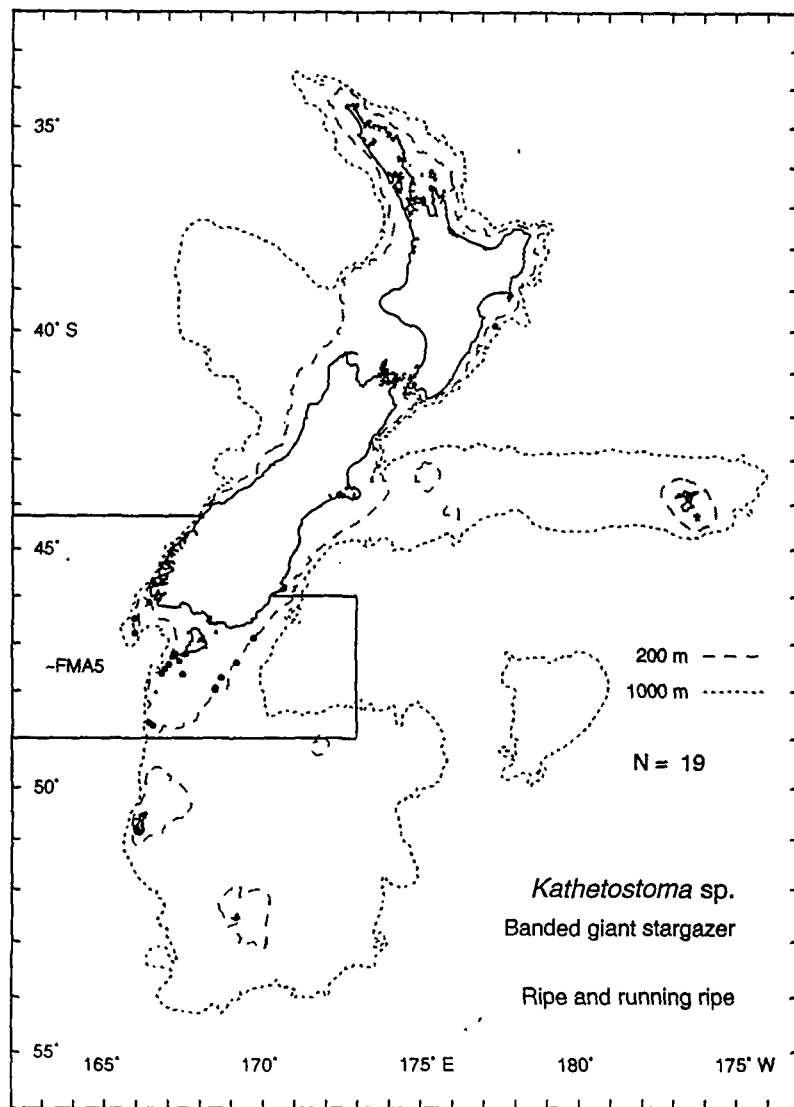 35°
40° S
45°
~FMA5
200 m
1000 m
N = 19
50°
Kathetostoma sp.
Banded giant stargazer
Ripe and running ripe
55°
165°
170°
175° E
180°
175° W